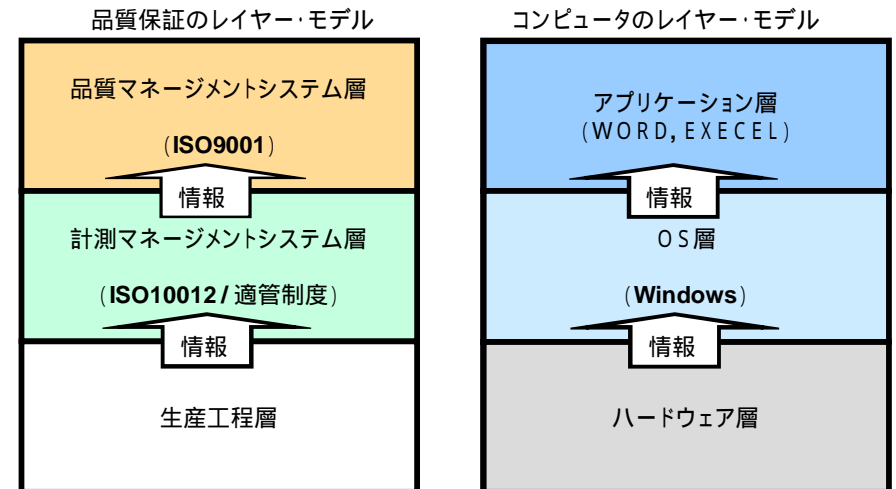 品質保証のレイヤー・モデル
品質マネージメントシステム層
(ISO9001)
情報
計測マネージメントシステム層
(ISO10012 / 適管制度)
情報
生産工程層
コンピュータのレイヤー・モデル
アプリケーション層
(WORD, EXECEL)
情報
OS層
(Windows)
情報
ハードウェア層